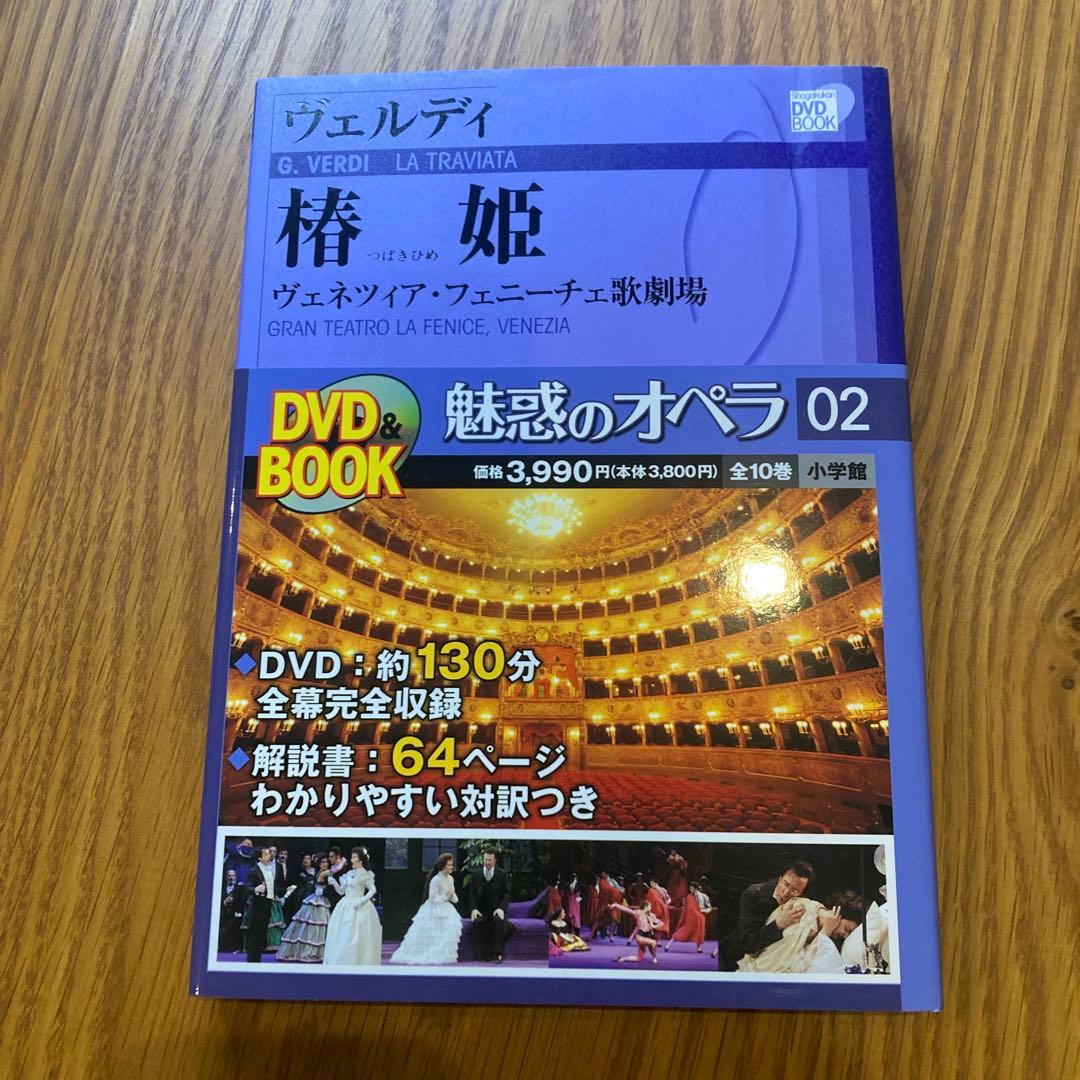 ヴェルディ
Shogakukan
DVD
BOOK
G. VERDI LA TRAVIATA
椿 姫
つばきひめ
ヴェネツィア・フェニーチェ歌劇場
GRAN TEATRO LA FENICE, VENEZIA
DVD&
BOOK
魅惑のオペラ 02
価格3,990円(本体3,800円) 全10巻 小学館
◆DVD：約130分
全幕完全収録
◆解説書：64ページ
わかりやすい対訳つき